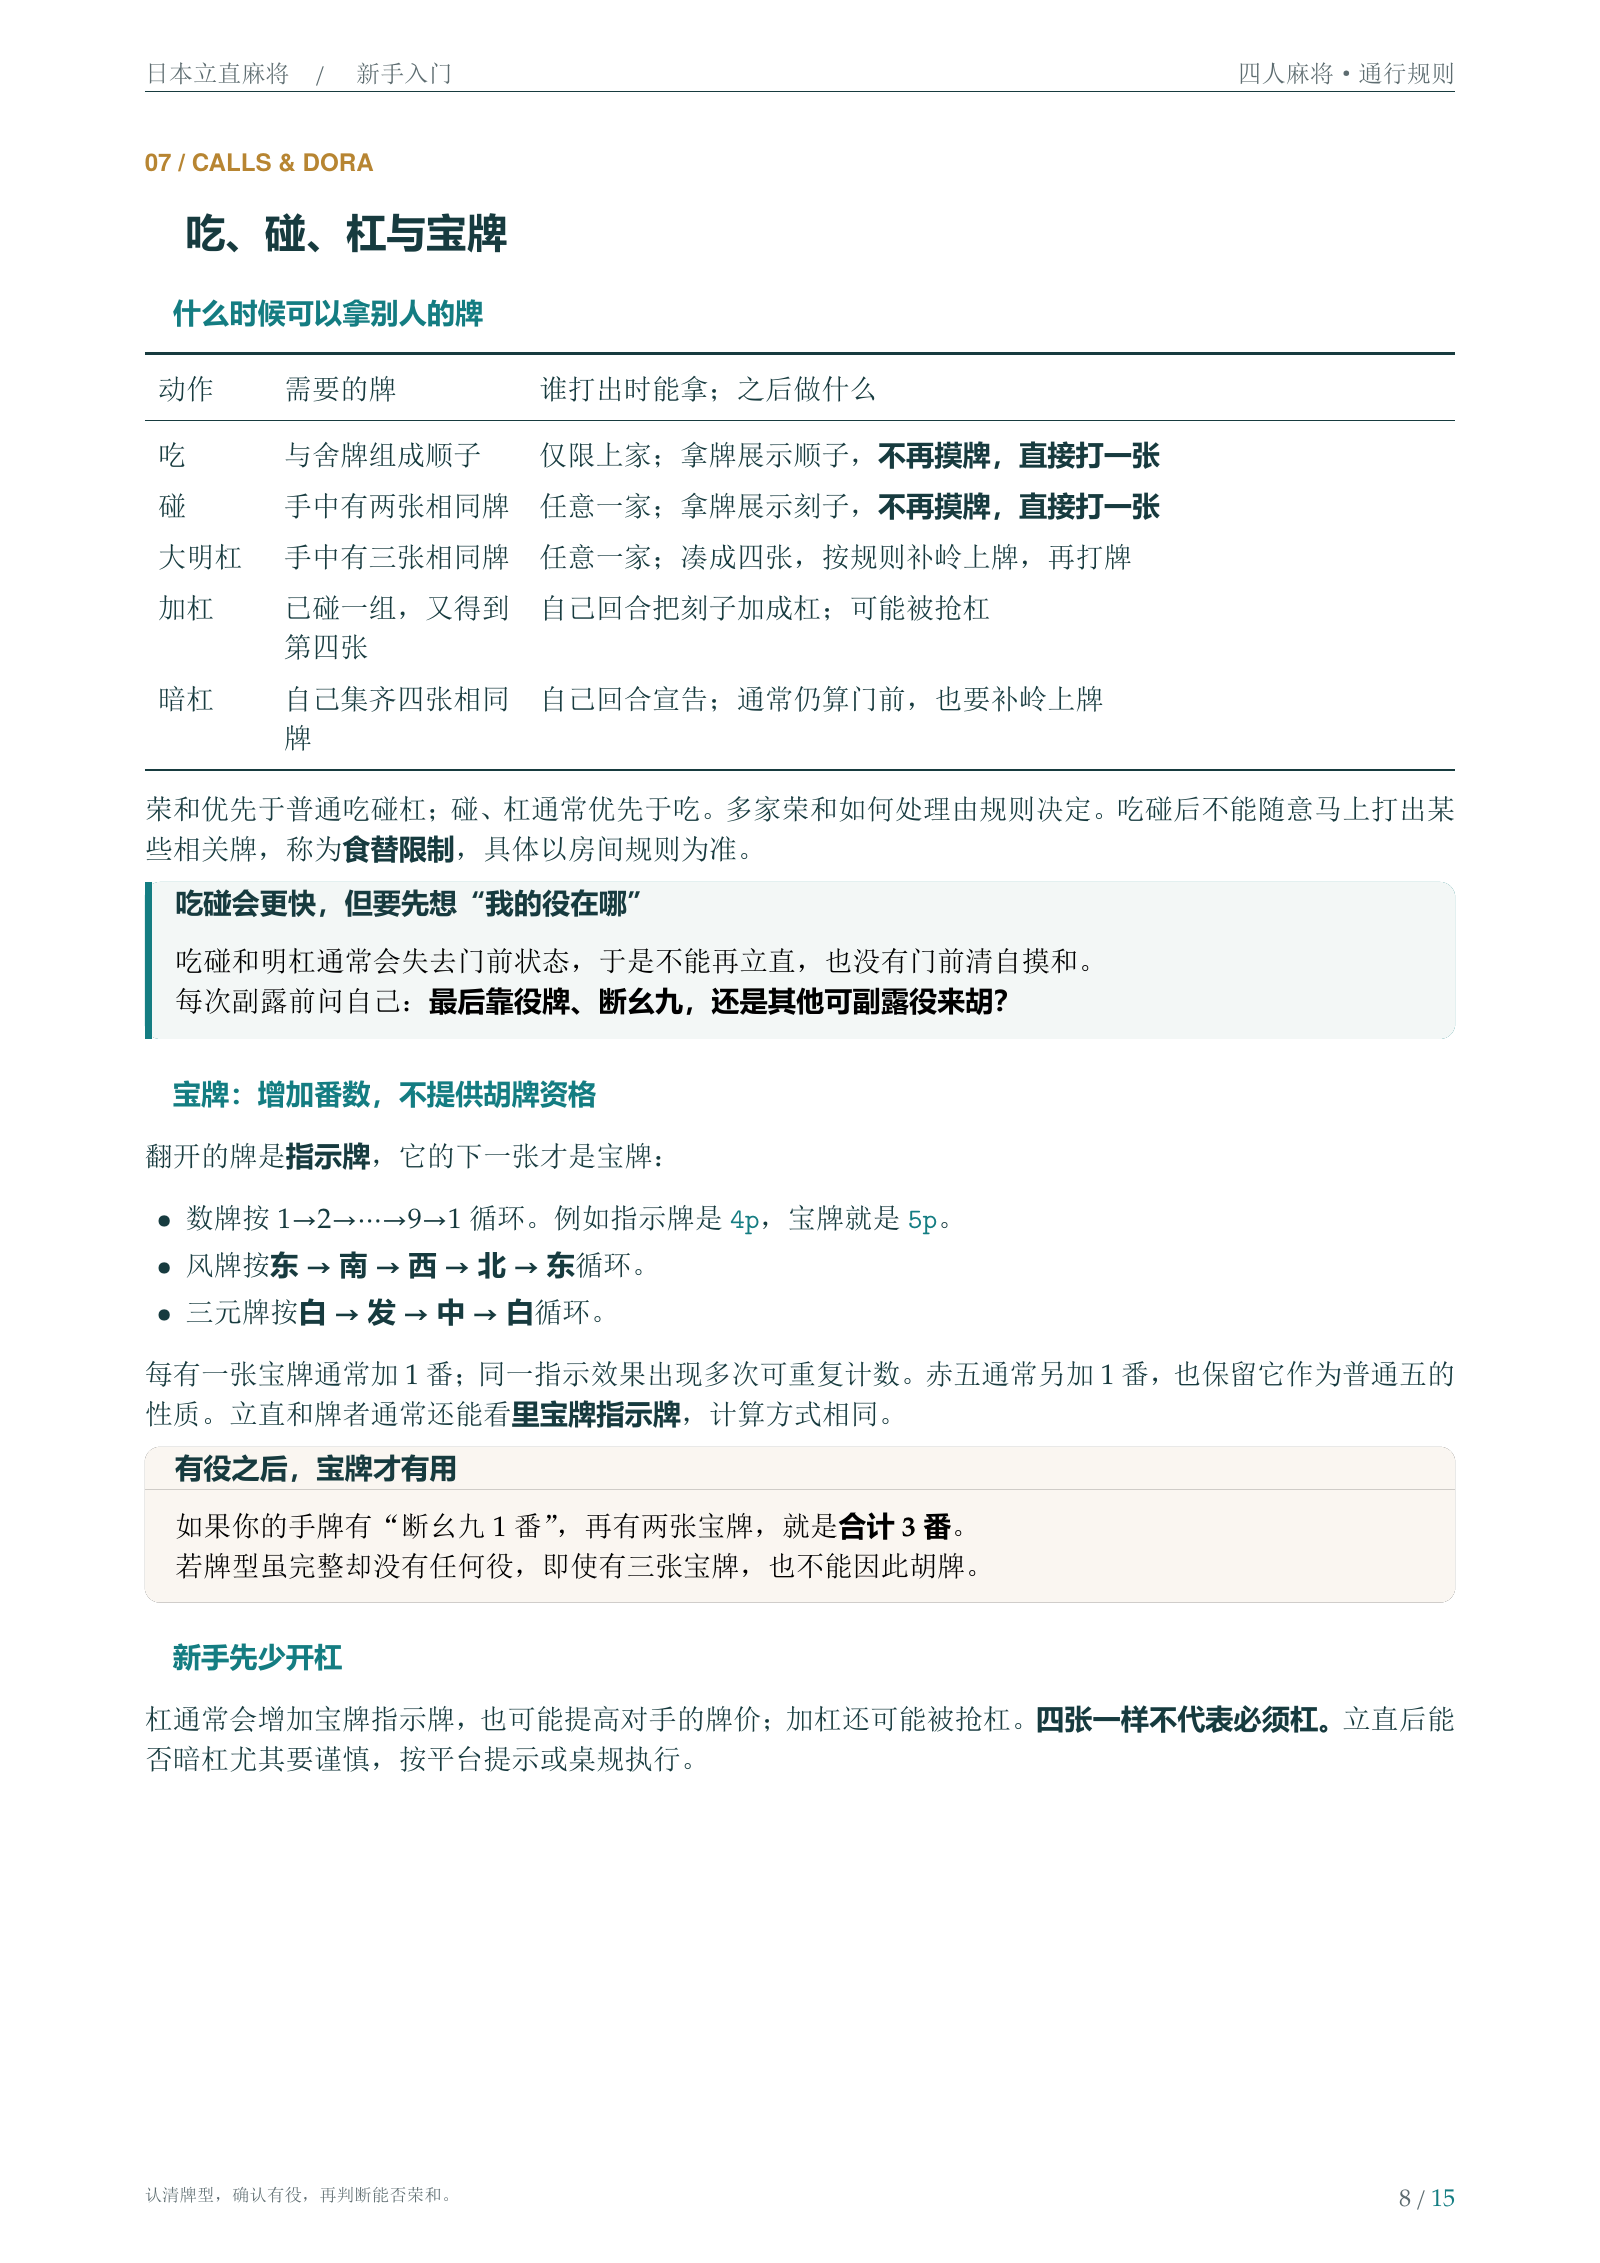 日本立直麻将 / 新手入门
四人麻将・通行规则
07 / CALLS & DORA
吃、碰、杠与宝牌
什么时候可以拿别人的牌
动作 需要的牌 谁打出时能拿；之后做什么
吃 与舍牌组成顺子 仅限上家；拿牌展示顺子，不再摸牌，直接打一张
碰 手中有两张相同牌 任意一家；拿牌展示刻子，不再摸牌，直接打一张
大明杠 手中有三张相同牌 任意一家；凑成四张，按规则补岭上牌，再打牌
加杠 已碰一组，又得到 自己回合把刻子加成杠；可能被抢杠
第四张
暗杠 自己集齐四张相同 自己回合宣告；通常仍算门前，也要补岭上牌
牌
荣和优先于普通吃碰杠；碰、杠通常优先于吃。多家荣和如何处理由规则决定。吃碰后不能随意马上打出某
些相关牌，称为食替限制，具体以房间规则为准。
吃碰会更快，但要先想“我的役在哪”
吃碰和明杠通常会失去门前状态，于是不能再立直，也没有门前清自摸和。
每次副露前问自己：最后靠役牌、断幺九，还是其他可副露役来胡？
宝牌：增加番数，不提供胡牌资格
翻开的牌是指示牌，它的下一张才是宝牌：
● 数牌按 1→2→⋯→9→1 循环。例如指示牌是 4p，宝牌就是 5p。
● 风牌按东 → 南 → 西 → 北 → 东循环。
● 三元牌按白 → 发 → 中 → 白循环。
每有一张宝牌通常加 1 番；同一指示效果出现多次可重复计数。赤五通常另加 1 番，也保留它作为普通五的
性质。立直和牌者通常还能看里宝牌指示牌，计算方式相同。
有役之后，宝牌才有用
如果你的手牌有“断幺九 1 番”，再有两张宝牌，就是合计 3 番。
若牌型虽完整却没有任何役，即使有三张宝牌，也不能因此胡牌。
新手先少开杠
杠通常会增加宝牌指示牌，也可能提高对手的牌价；加杠还可能被抢杠。四张一样不代表必须杠。立直后能
否暗杠尤其要谨慎，按平台提示或桌规执行。
认清牌型，确认有役，再判断能否荣和。
8 / 15